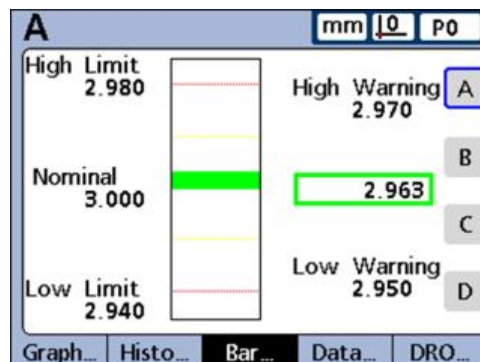 A
mm 0 P0
High Limit
2.980
High Warning
2.970
A
B
Nominal
3.000
2.963
C
Low Warning
2.950
D
Low Limit
2.940
Graph... Histo... Bar... Data... DRO...